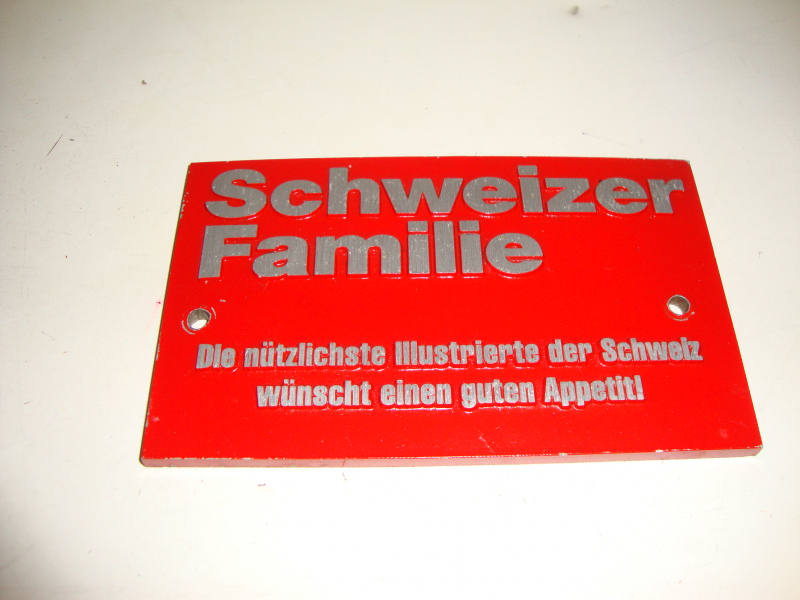 Schweizer
Familie
Die nützlichste Illustrierte der Schweiz
wünscht einen guten Appetit!